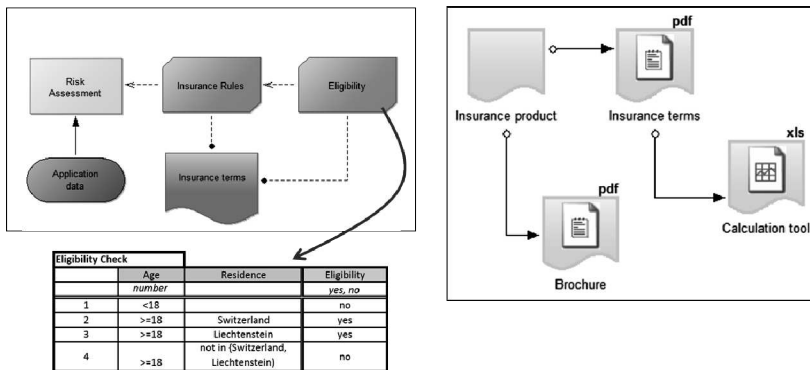 Risk
Assessment
Insurance Rules
Eligibility
Application
data
Insurance terms
Eligibility Check
Age Residence Eligibility
number yes, no
1 <18 no
2 >=18 Switzerland yes
3 >=18 Liechtenstein yes
4 >=18 not in {Switzerland,
Liechtenstein) no
pdf
Insurance product Insurance terms
xls
Calculation tool
pdf
Brochure